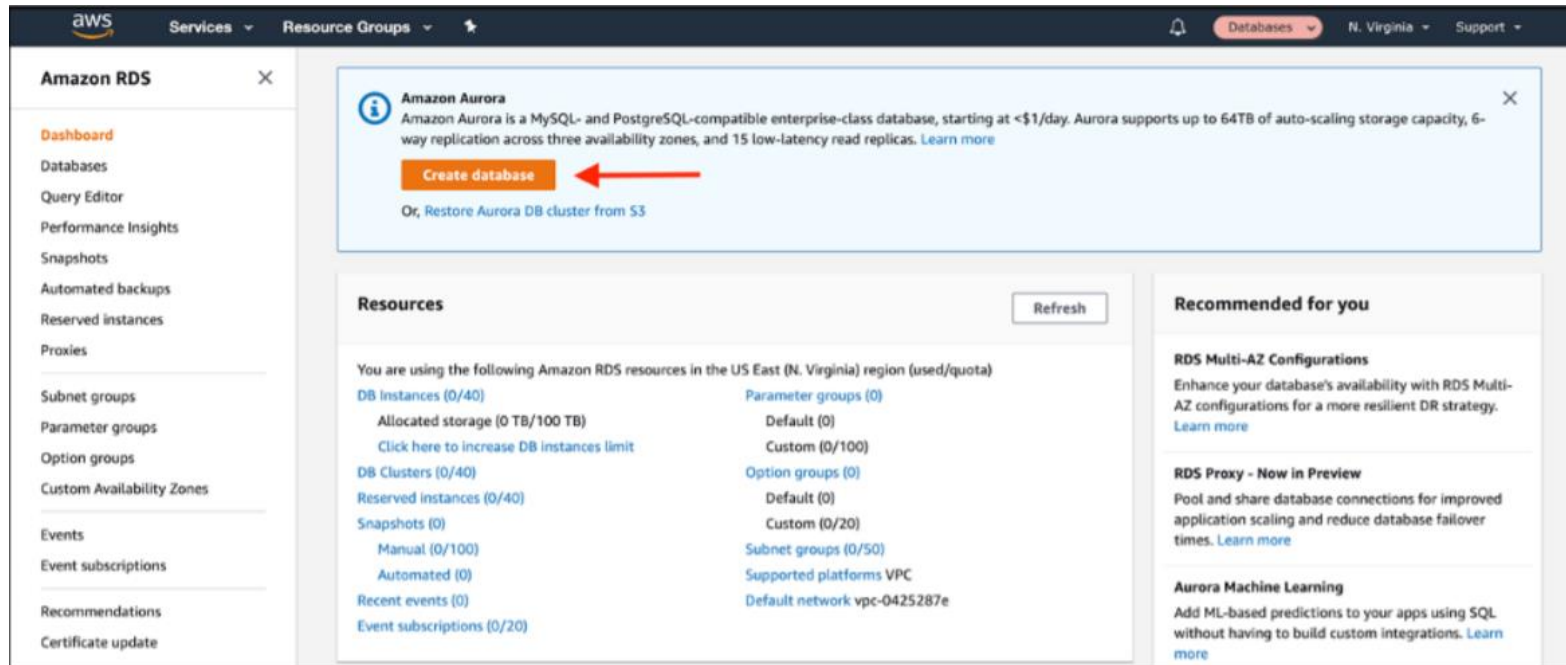 aws Services Resource Groups Databases N. Virginia Support
Amazon RDS
Dashboard
Databases
Query Editor
Performance Insights
Snapshots
Automated backups
Reserved instances
Proxies
Subnet groups
Parameter groups
Option groups
Custom Availability Zones
Events
Event subscriptions
Recommendations
Certificate update
Amazon Aurora
Amazon Aurora is a MySQL- and PostgreSQL-compatible enterprise-class database, starting at <$1/day. Aurora supports up to 64TB of auto-scaling storage capacity, 6-
way replication across three availability zones, and 15 low-latency read replicas. Learn more
Create database
Or, Restore Aurora DB cluster from S3
Resources
Refresh
You are using the following Amazon RDS resources in the US East (N. Virginia) region (used/quota)
DB Instances (0/40)
Allocated storage (0 TB/100 TB)
Click here to increase DB instances limit
DB Clusters (0/40)
Reserved instances (0/40)
Snapshots (0)
Manual (0/100)
Automated (0)
Recent events (0)
Event subscriptions (0/20)
Parameter groups (0)
Default (0)
Custom (0/100)
Option groups (0)
Default (0)
Custom (0/20)
Subnet groups (0/50)
Supported platforms VPC
Default network vpc-0425287e
Recommended for you
RDS Multi-AZ Configurations
Enhance your database's availability with RDS Multi-
AZ configurations for a more resilient DR strategy.
Learn more
RDS Proxy - Now in Preview
Pool and share database connections for improved
application scaling and reduce database failover
times. Learn more
Aurora Machine Learning
Add ML-based predictions to your apps using SQL
without having to build custom integrations. Learn
more